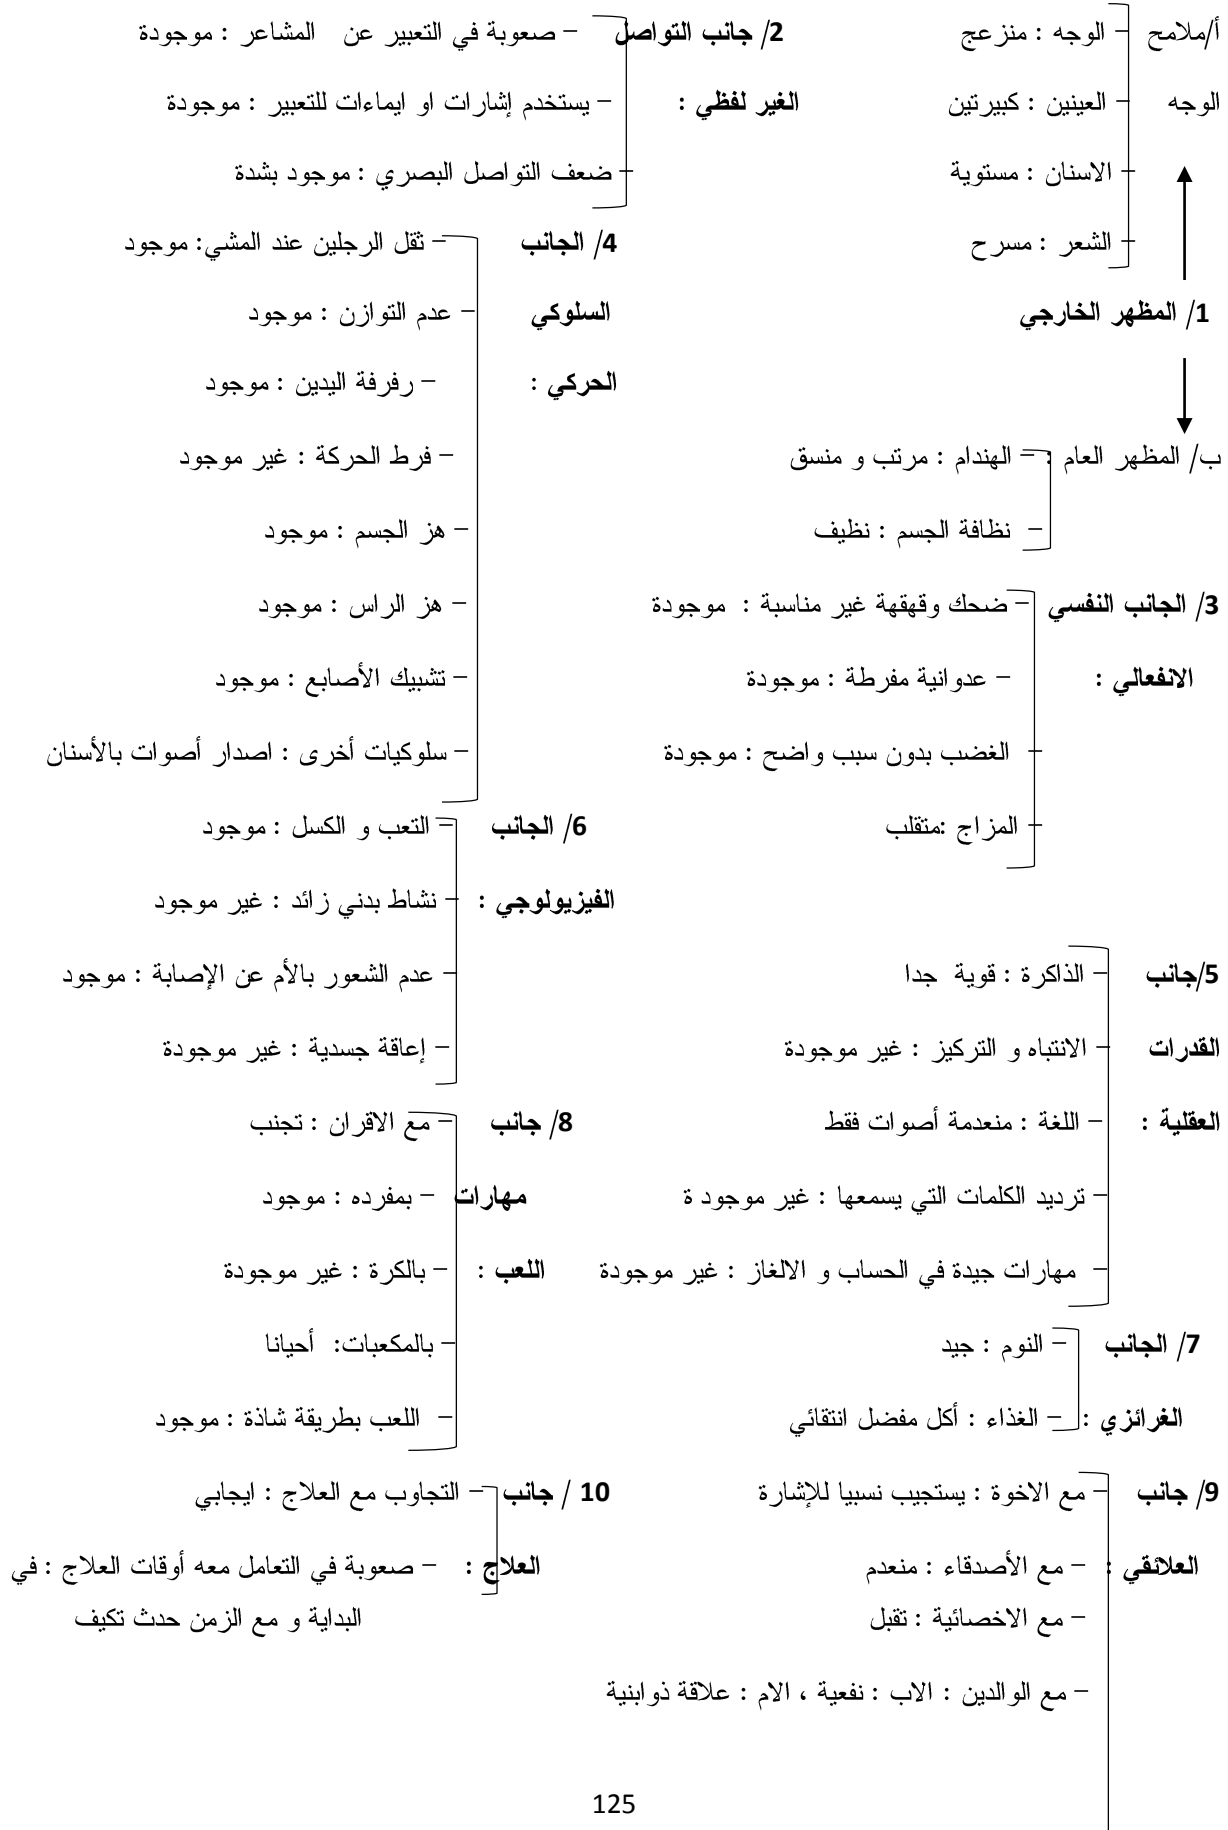 أ/ملامح – الوجه : منزعج
الوجه – العينين : كبيرتين
– الاسنان : مستوية
– الشعر : مسرح
1/ المظهر الخارجي
ب/ المظهر العام : – الهندام : مرتب و منسق
– نظافة الجسم : نظيف
2/ جانب التواصل – صعوبة في التعبير عن المشاعر : موجودة
الغير لفظي : – يستخدم إشارات او ايماءات للتعبير : موجودة
– ضعف التواصل البصري : موجود بشدة
3/ الجانب النفسي – ضحك وقهقهة غير مناسبة : موجودة
الانفعالي : – عدوانية مفرطة : موجودة
– الغضب بدون سبب واضح : موجودة
– المزاج :متقلب
4/ الجانب – ثقل الرجلين عند المشي: موجود
السلوكي – عدم التوازن : موجود
الحركي : – رفرفة اليدين : موجود
– فرط الحركة : غير موجود
– هز الجسم : موجود
– هز الراس : موجود
– تشبيك الأصابع : موجود
– سلوكيات أخرى : اصدار أصوات بالأسنان
5/جانب – الذاكرة : قوية جدا
القدرات – الانتباه و التركيز : غير موجودة
العقلية : – اللغة : منعدمة أصوات فقط
– ترديد الكلمات التي يسمعها : غير موجود ة
– مهارات جيدة في الحساب و الالغاز : غير موجودة
6/ الجانب – التعب و الكسل : موجود
الفيزيولوجي : – نشاط بدني زائد : غير موجود
– عدم الشعور بالأم عن الإصابة : موجود
– إعاقة جسدية : غير موجودة
7/ الجانب – النوم : جيد
الغرائزي : – الغذاء : أكل مفضل انتقائي
8/ جانب – مع الاقران : تجنب
مهارات – بمفرده : موجود
اللعب : – بالكرة : غير موجودة
– بالمكعبات: أحيانا
– اللعب بطريقة شاذة : موجود
9/ جانب – مع الاخوة : يستجيب نسبيا للإشارة
العلائقي : – مع الأصدقاء : منعدم
– مع الاخصائية : تقبل
– مع الوالدين : الاب : نفعية ، الام : علاقة ذوابنية
10 / جانب – التجاوب مع العلاج : ايجابي
العلاج : – صعوبة في التعامل معه أوقات العلاج : في
البداية و مع الزمن حدث تكيف
125